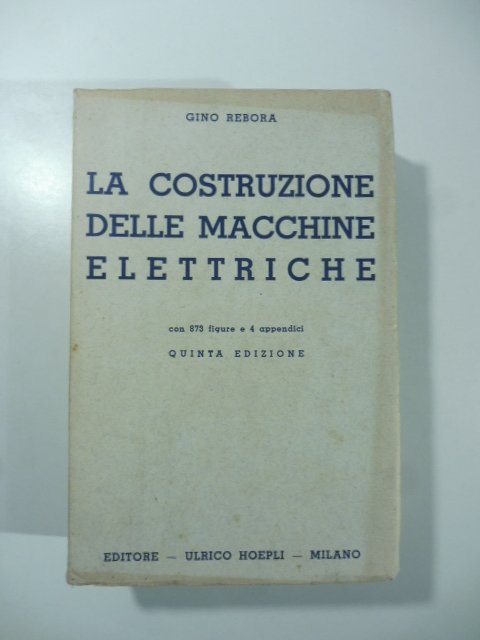 GINO REBORA
LA COSTRUZIONE
DELLE MACCHINE
ELETTRICHE
con 873 figure e 4 appendici
QUINTA EDIZIONE
EDITORE — ULRICO HOEPLI — MILANO